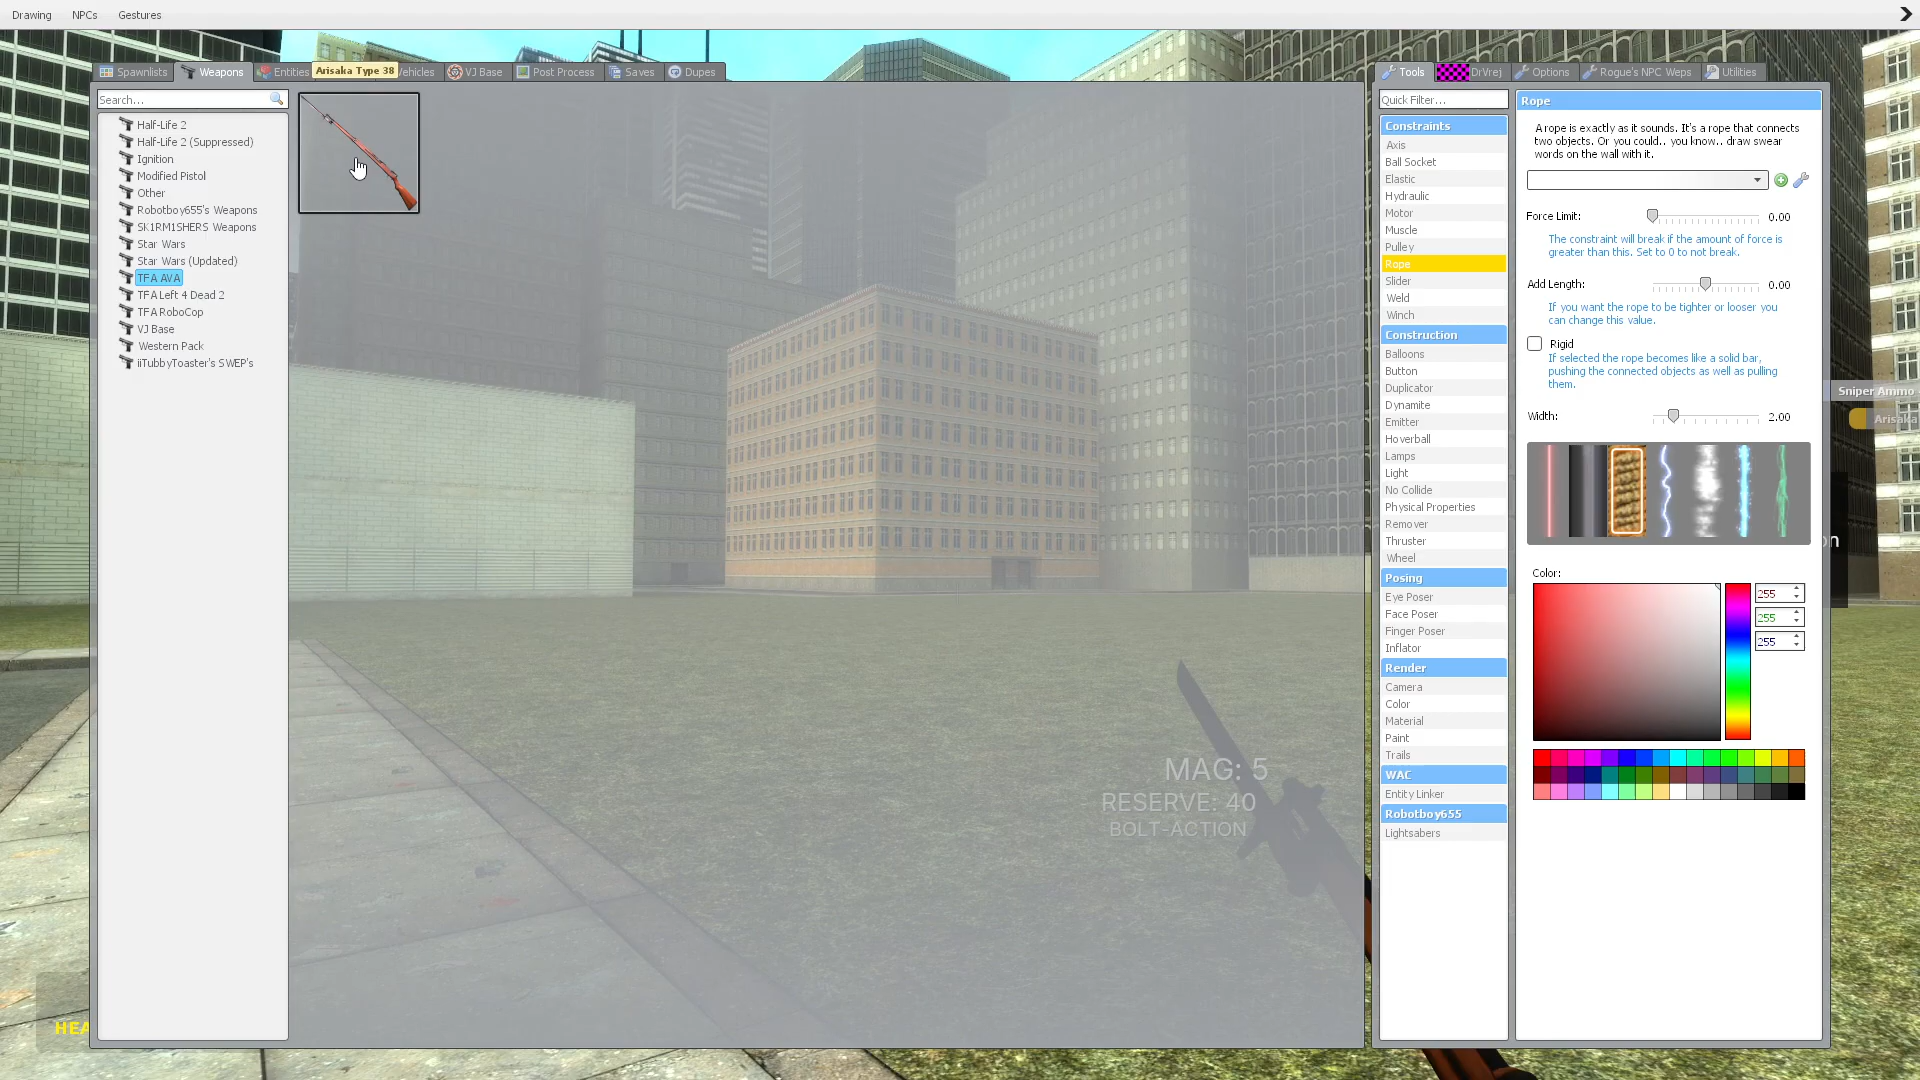 Drawing NPCs Gestures
Spawnlists Weapons Entities Arisaka Type 38 Vehicles VJ Base Post Process Saves Dupes
Search...
Half-Life 2
Half-Life 2 (Suppressed)
Ignition
Modified Pistol
Other
Robotboy655's Weapons
SK1RM1SHERS Weapons
Star Wars
Star Wars (Updated)
TFA AVA
TFA Left 4 Dead 2
TFA RoboCop
VJ Base
Western Pack
iiTubbyToaster's SWEP's
MAG: 5
RESERVE: 40
BOLT-ACTION
HEA
Tools DrVrej Options Rogue's NPC Weps Utilities
Quick Filter...
Constraints
Axis
Ball Socket
Elastic
Hydraulic
Motor
Muscle
Pulley
Rope
Slider
Weld
Winch
Construction
Balloons
Button
Duplicator
Dynamite
Emitter
Hoverball
Lamps
Light
No Collide
Physical Properties
Remover
Thruster
Wheel
Posing
Eye Poser
Face Poser
Finger Poser
Inflator
Render
Camera
Color
Material
Paint
Trails
WAC
Entity Linker
Robotboy655
Lightsabers
Rope
A rope is exactly as it sounds. It's a rope that connects
two objects. Or you could.. you know.. draw swear
words on the wall with it.
Force Limit: 0.00
The constraint will break if the amount of force is
greater than this. Set to 0 to not break.
Add Length: 0.00
If you want the rope to be tighter or looser you
can change this value.
Rigid
If selected the rope becomes like a solid bar,
pushing the connected objects as well as pulling
them.
Width: 2.00
Color:
255
255
255
Sniper Ammo
Arisaka
on